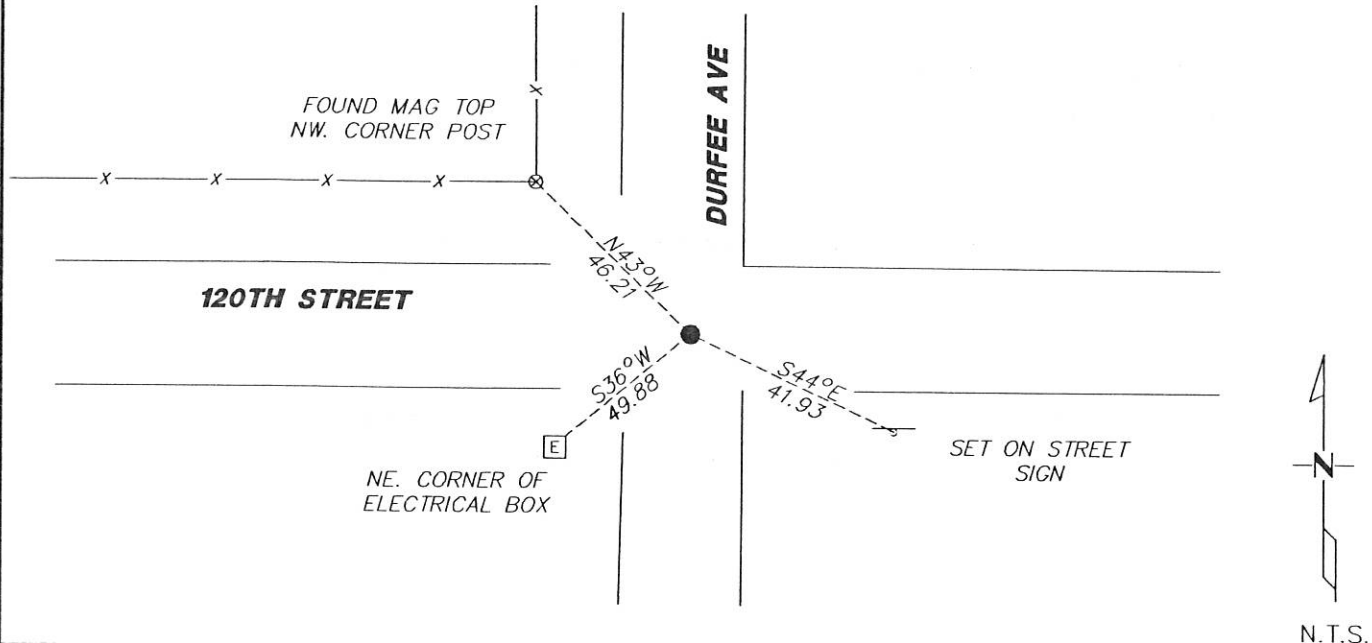 FOUND MAG TOP
NW. CORNER POST
DURFEE AVE
x
x x x x
N43°W
46.21
120TH STREET
S36°W
49.88
S44°E
41.93
E
NE. CORNER OF
ELECTRICAL BOX
SET ON STREET
SIGN
N
N.T.S.